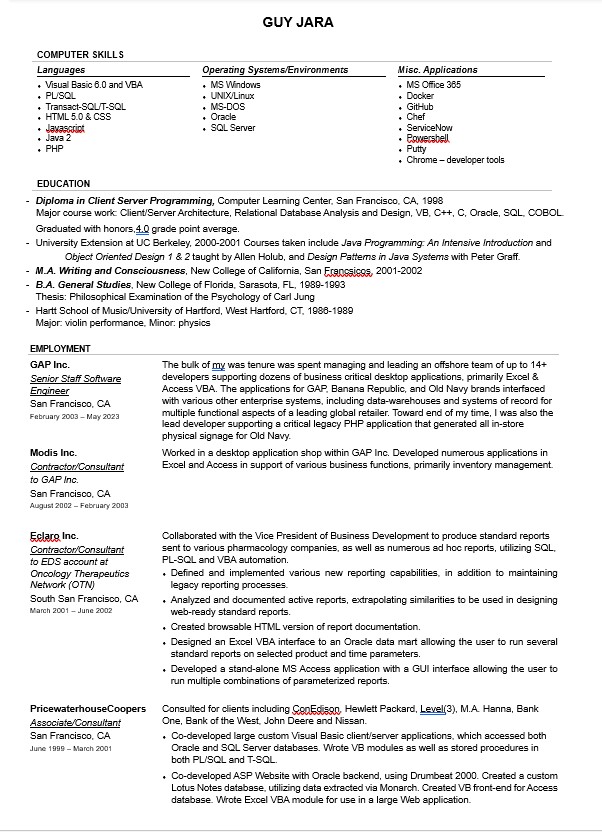 GUY JARA
COMPUTER SKILLS
Languages
• Visual Basic 6.0 and VBA
• PL/SQL
• Transact-SQL/T-SQL
• HTML 5.0 & CSS
• Javascript
• Java 2
• PHP
Operating Systems/Environments
• MS Windows
• UNIX/Linux
• MS-DOS
• Oracle
• SQL Server
Misc. Applications
• MS Office 365
• Docker
• GitHub
• Chef
• ServiceNow
• Powershell
• Putty
• Chrome – developer tools
EDUCATION
- Diploma in Client Server Programming, Computer Learning Center, San Francisco, CA, 1998
Major course work: Client/Server Architecture, Relational Database Analysis and Design, VB, C++, C, Oracle, SQL, COBOL.
Graduated with honors,4.0 grade point average.
- University Extension at UC Berkeley, 2000-2001 Courses taken include Java Programming: An Intensive Introduction and
Object Oriented Design 1 & 2 taught by Allen Holub, and Design Patterns in Java Systems with Peter Graff.
- M.A. Writing and Consciousness, New College of California, San Francsicos, 2001-2002
- B.A. General Studies, New College of Florida, Sarasota, FL, 1989-1993
Thesis: Philosophical Examination of the Psychology of Carl Jung
- Hartt School of Music/University of Hartford, West Hartford, CT, 1986-1989
Major: violin performance, Minor: physics
EMPLOYMENT
GAP Inc.
Senior Staff Software
Engineer
San Francisco, CA
February 2003 – May 2023
The bulk of my was tenure was spent managing and leading an offshore team of up to 14+
developers supporting dozens of business critical desktop applications, primarily Excel &
Access VBA. The applications for GAP, Banana Republic, and Old Navy brands interfaced
with various other enterprise systems, including data-warehouses and systems of record for
multiple functional aspects of a leading global retailer. Toward end of my time, I was also the
lead developer supporting a critical legacy PHP application that generated all in-store
physical signage for Old Navy.
Modis Inc.
Contractor/Consultant
to GAP Inc.
San Francisco, CA
August 2002 – February 2003
Worked in a desktop application shop within GAP Inc. Developed numerous applications in
Excel and Access in support of various business functions, primarily inventory management.
Eclaro Inc.
Contractor/Consultant
to EDS account at
Oncology Therapeutics
Network (OTN)
South San Francisco, CA
March 2001 – June 2002
Collaborated with the Vice President of Business Development to produce standard reports
sent to various pharmacology companies, as well as numerous ad hoc reports, utilizing SQL,
PL-SQL and VBA automation.
• Defined and implemented various new reporting capabilities, in addition to maintaining
legacy reporting processes.
• Analyzed and documented active reports, extrapolating similarities to be used in designing
web-ready standard reports.
• Created browsable HTML version of report documentation.
• Designed an Excel VBA interface to an Oracle data mart allowing the user to run several
standard reports on selected product and time parameters.
• Developed a stand-alone MS Access application with a GUI interface allowing the user to
run multiple combinations of parameterized reports.
PricewaterhouseCoopers
Associate/Consultant
San Francisco, CA
June 1999 – March 2001
Consulted for clients including ConEdison, Hewlett Packard, Level(3), M.A. Hanna, Bank
One, Bank of the West, John Deere and Nissan.
• Co-developed large custom Visual Basic client/server applications, which accessed both
Oracle and SQL Server databases. Wrote VB modules as well as stored procedures in
both PL/SQL and T-SQL.
• Co-developed ASP Website with Oracle backend, using Drumbeat 2000. Created a custom
Lotus Notes database, utilizing data extracted via Monarch. Created VB front-end for Access
database. Wrote Excel VBA module for use in a large Web application.